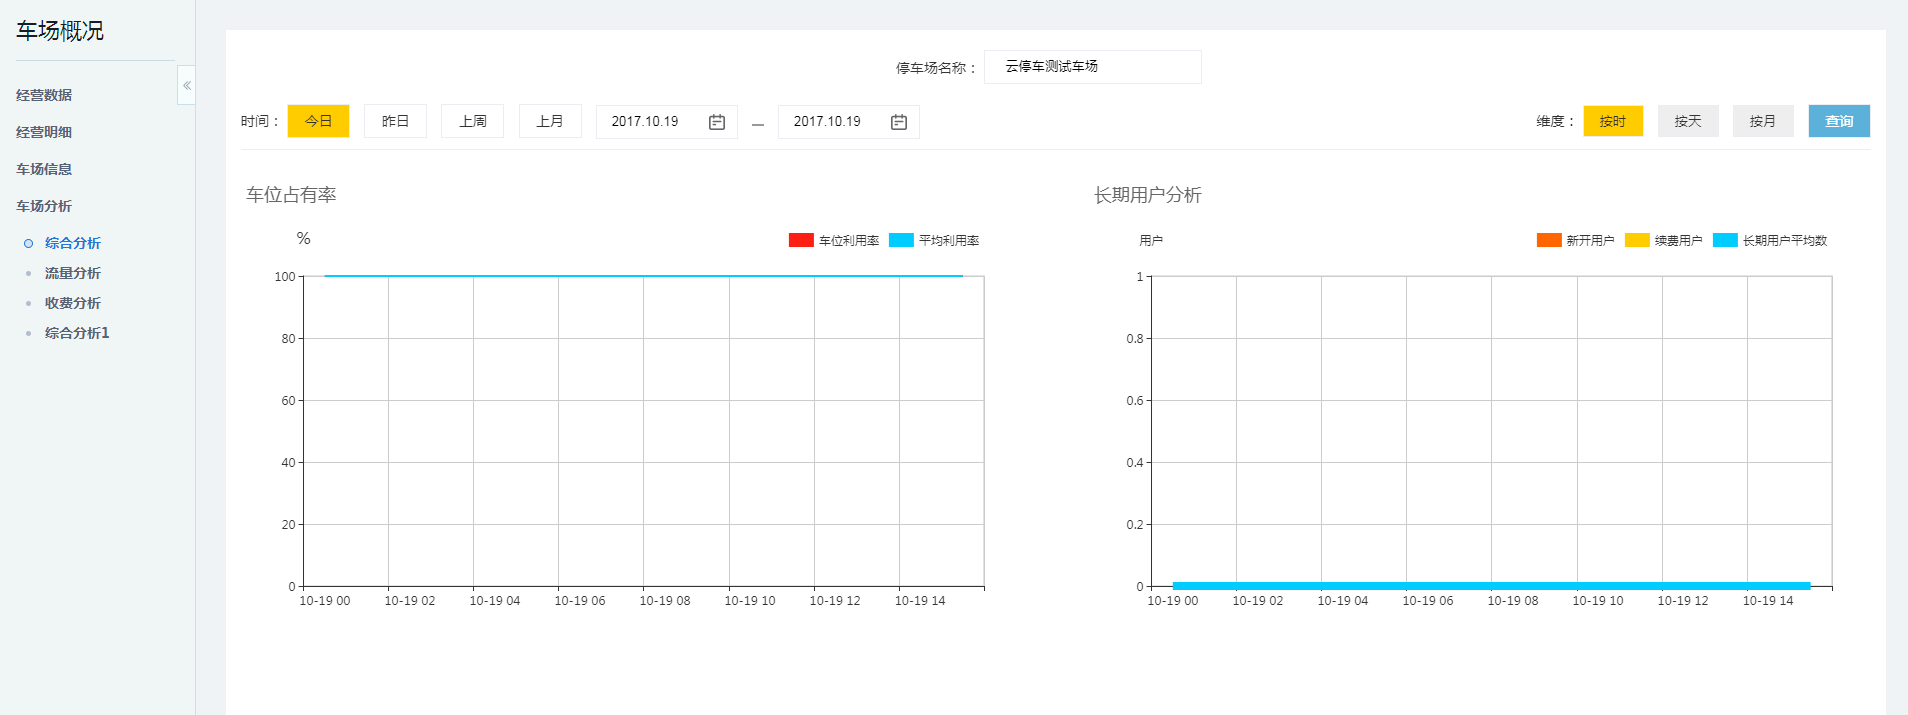 车场概况
经营数据
经营明细
车场信息
车场分析
综合分析
流量分析
收费分析
综合分析1
停车场名称： 云停车测试车场
时间： 今日 昨日 上周 上月 2017.10.19 — 2017.10.19 维度： 按时 按天 按月 查询
车位占有率
% 车位利用率 平均利用率
100
80
60
40
20
0
10-19 00 10-19 02 10-19 04 10-19 06 10-19 08 10-19 10 10-19 12 10-19 14
长期用户分析
用户 新开用户 续费用户 长期用户平均数
1
0.8
0.6
0.4
0.2
0
10-19 00 10-19 02 10-19 04 10-19 06 10-19 08 10-19 10 10-19 12 10-19 14